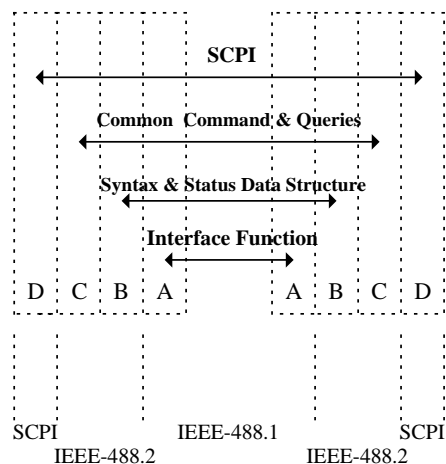 SCPI
Common Command & Queries
Syntax & Status Data Structure
Interface Function
D C B A A B C D
SCPI IEEE-488.1 SCPI
IEEE-488.2 IEEE-488.2